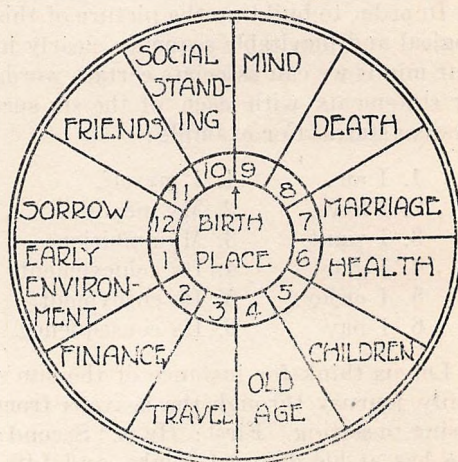 SOCIAL
STAND-
ING
MIND
FRIENDS
DEATH
SORROW
MARRIAGE
EARLY
ENVIRON-
MENT
HEALTH
FINANCE
CHILDREN
TRAVEL
OLD
AGE
10
9
11
8
12
7
1
6
2
5
3
4
BIRTH
PLACE